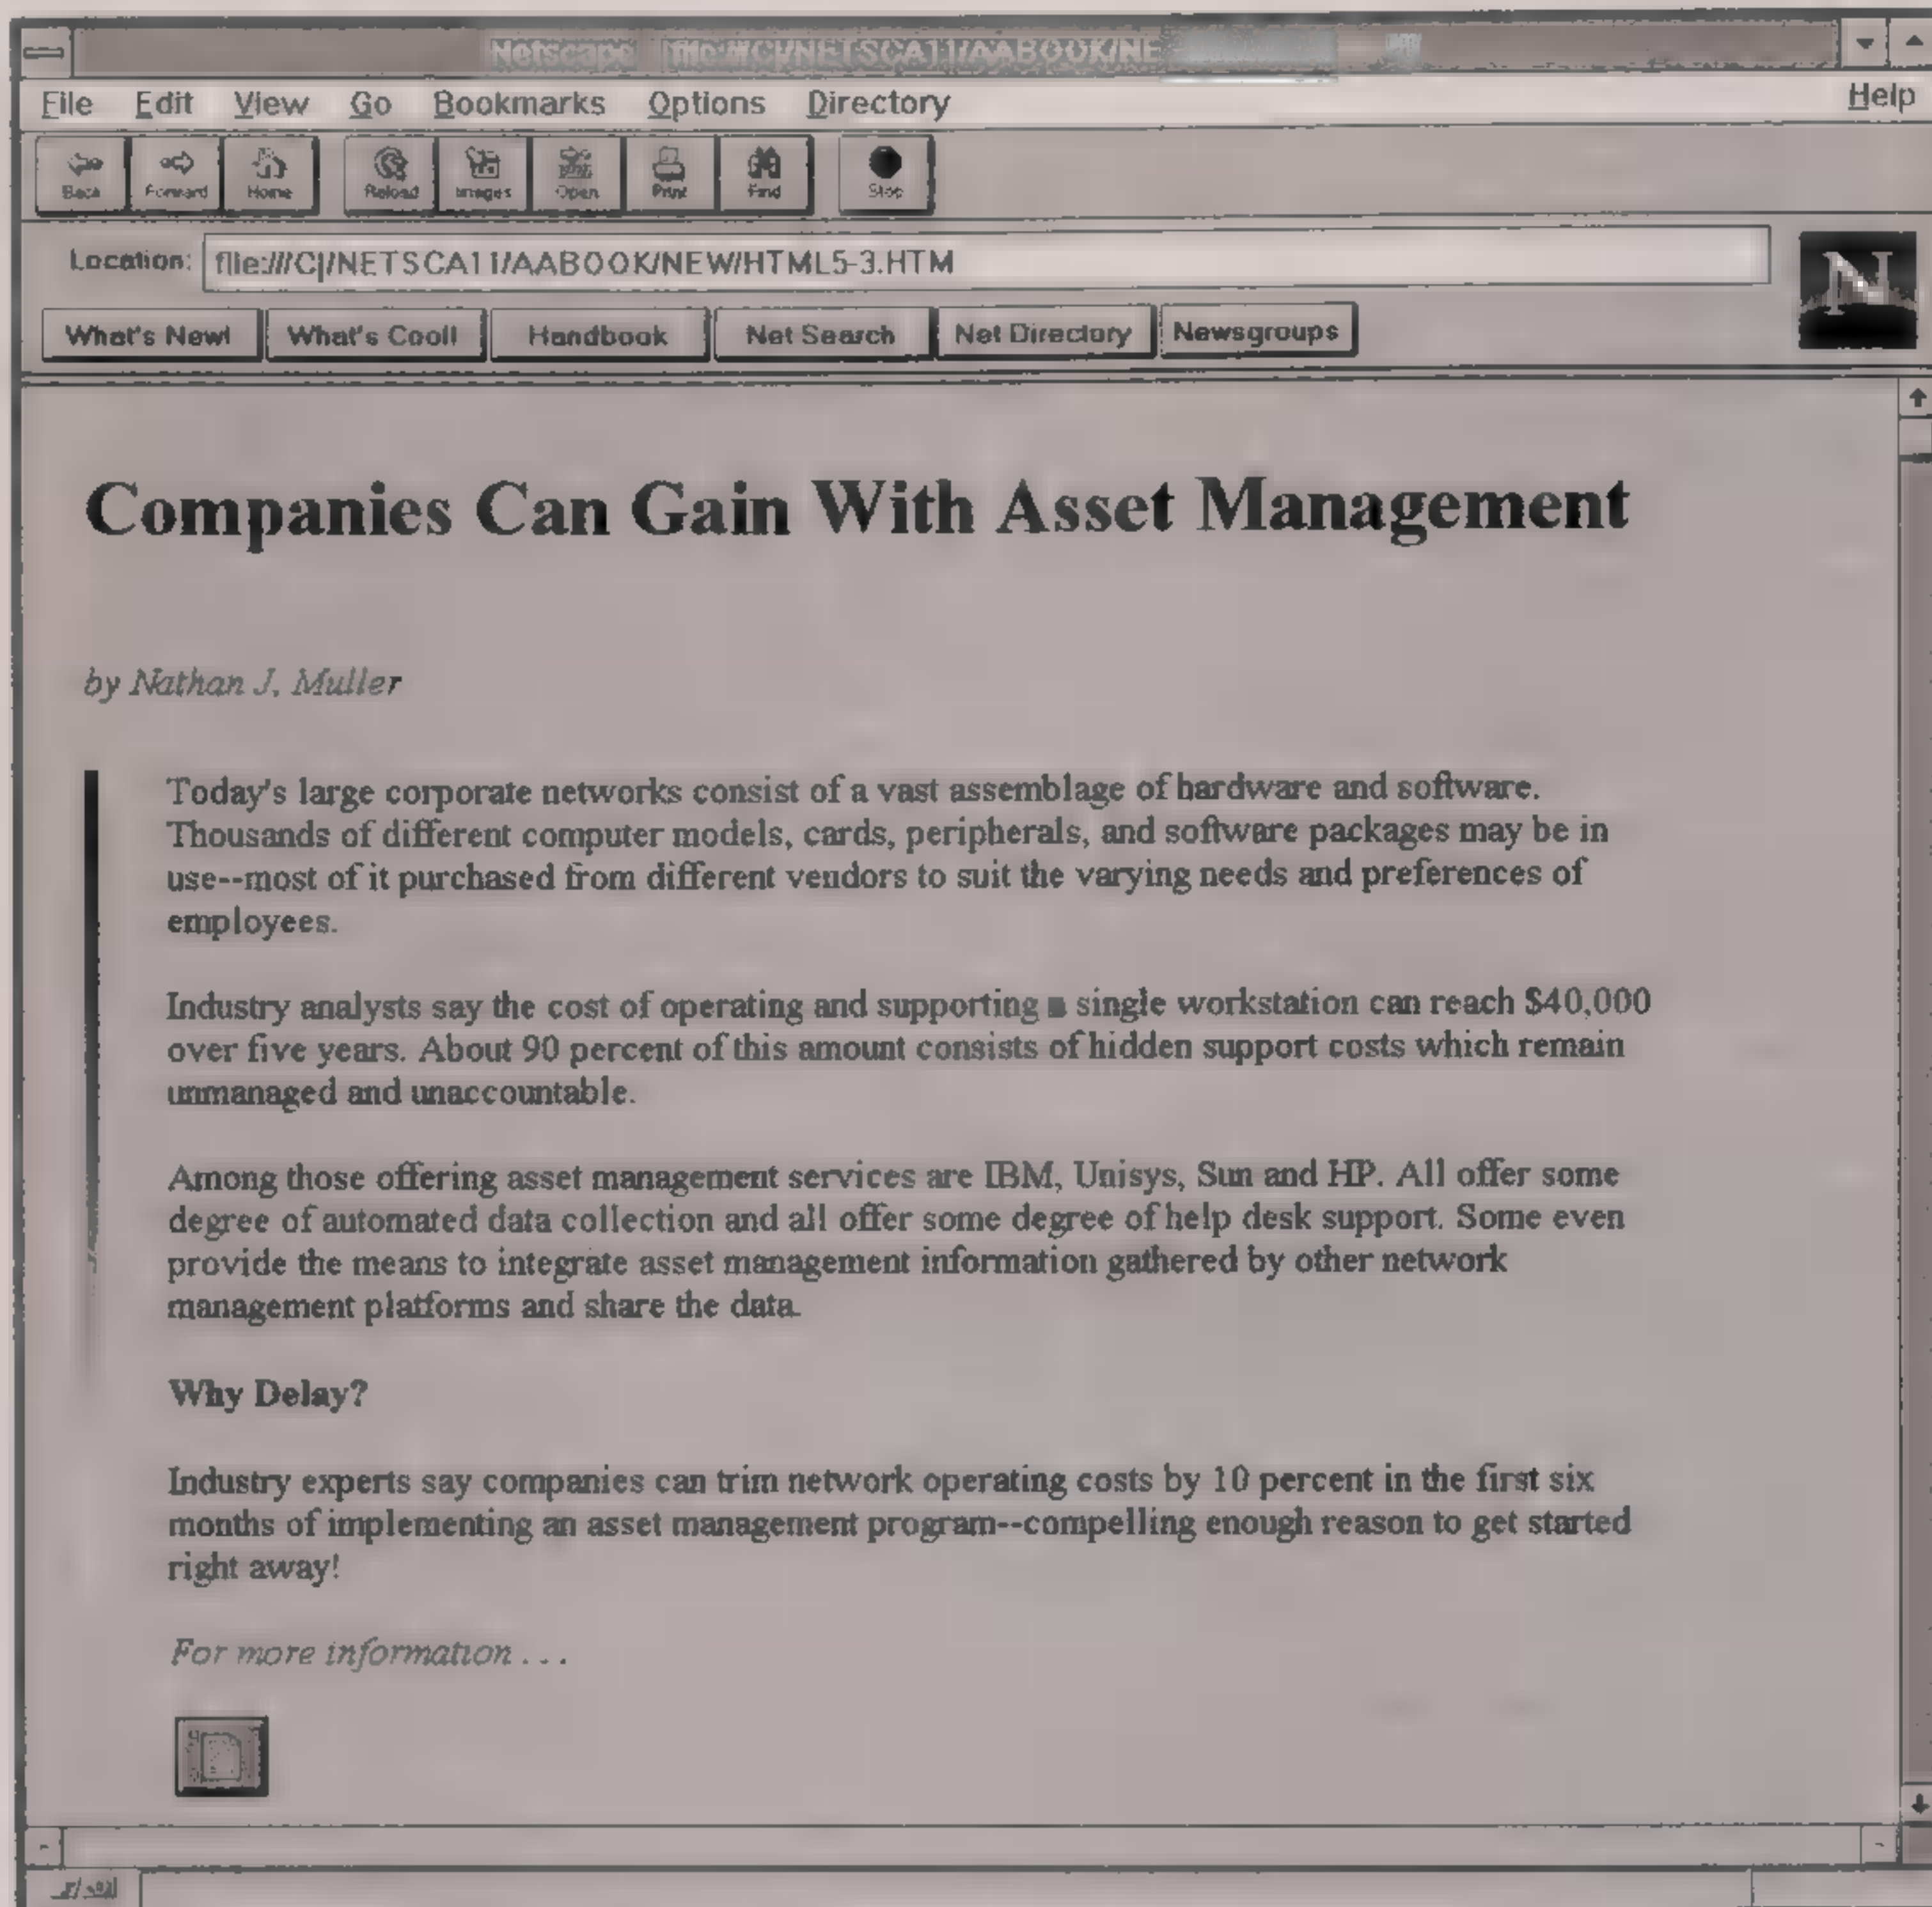 Netscape
File Edit View Go Bookmarks Options Directory Help
Back Forward Home Reload Images Open Print Find Stop
Location: file:///C|/NETSCA11/AABOOK/NEW/HTML5-3.HTM
What's New! What's Cool! Handbook Net Search Net Directory Newsgroups
N
Companies Can Gain With Asset Management
by Nathan J. Muller
Today's large corporate networks consist of a vast assemblage of hardware and software.
Thousands of different computer models, cards, peripherals, and software packages may be in
use--most of it purchased from different vendors to suit the varying needs and preferences of
employees.
Industry analysts say the cost of operating and supporting a single workstation can reach $40,000
over five years. About 90 percent of this amount consists of hidden support costs which remain
unmanaged and unaccountable.
Among those offering asset management services are IBM, Unisys, Sun and HP. All offer some
degree of automated data collection and all offer some degree of help desk support. Some even
provide the means to integrate asset management information gathered by other network
management platforms and share the data.
Why Delay?
Industry experts say companies can trim network operating costs by 10 percent in the first six
months of implementing an asset management program--compelling enough reason to get started
right away!
For more information . . .